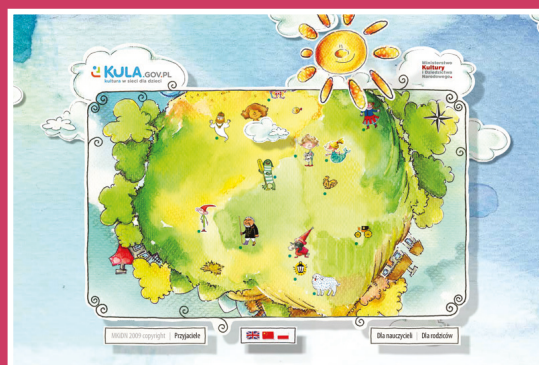 KULA.GOV.PL
kultura w sieci dla dzieci
Ministerstwo
Kultury
i Dziedzictwa
Narodowego
MKIDN 2009 copyright | Przyjaciele
Dla nauczycieli | Dla rodziców